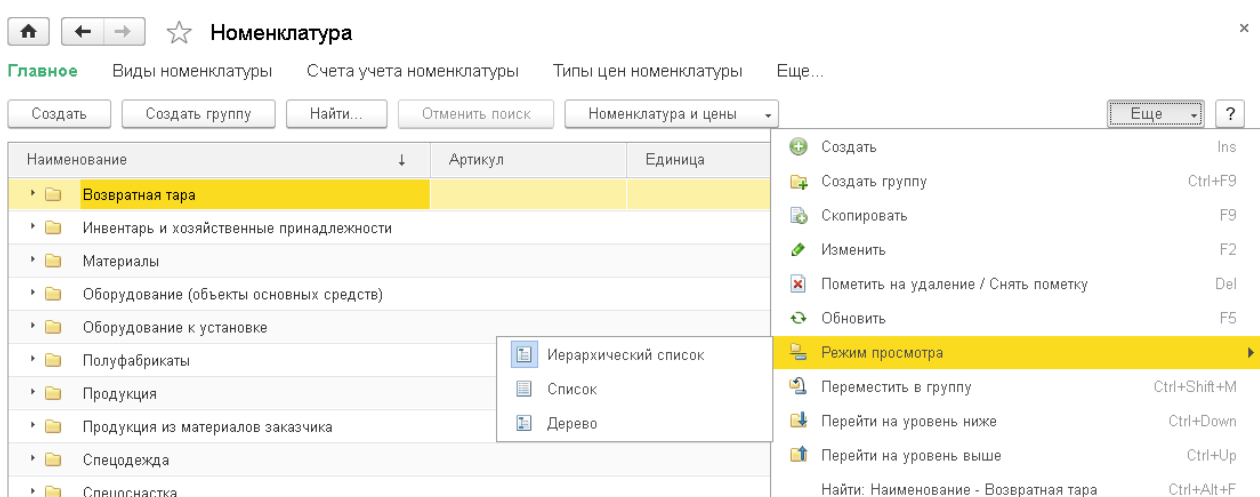 Номенклатура
Главное Виды номенклатуры Счета учета номенклатуры Типы цен номенклатуры Еще...
Создать Создать группу Найти... Отменить поиск Номенклатура и цены Еще ?
Наименование ↓ Артикул Единица
Возвратная тара
Инвентарь и хозяйственные принадлежности
Материалы
Оборудование (объекты основных средств)
Оборудование к установке
Полуфабрикаты
Продукция
Продукция из материалов заказчика
Спецодежда
Спецоснастка
Иерархический список
Список
Дерево
Создать Ins
Создать группу Ctrl+F9
Скопировать F9
Изменить F2
Пометить на удаление / Снять пометку Del
Обновить F5
Режим просмотра
Переместить в группу Ctrl+Shift+M
Перейти на уровень ниже Ctrl+Down
Перейти на уровень выше Ctrl+Up
Найти: Наименование - Возвратная тара Ctrl+Alt+F